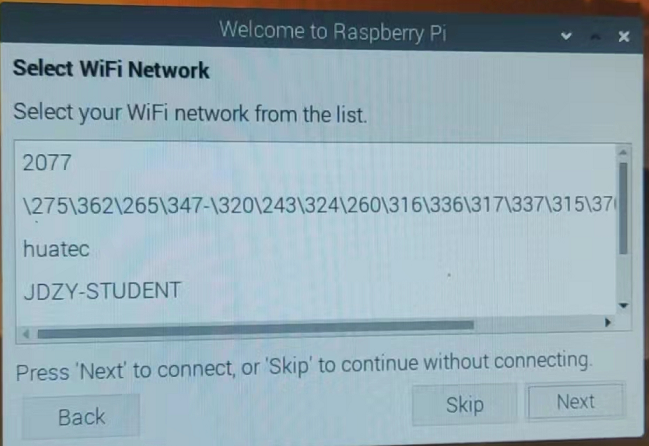 Welcome to Raspberry Pi
Select WiFi Network
Select your WiFi network from the list.
2077
\275\362\265\347-\320\243\324\260\316\336\317\337\315\37
huatec
JDZY-STUDENT
Press 'Next' to connect, or 'Skip' to continue without connecting.
Back
Skip
Next